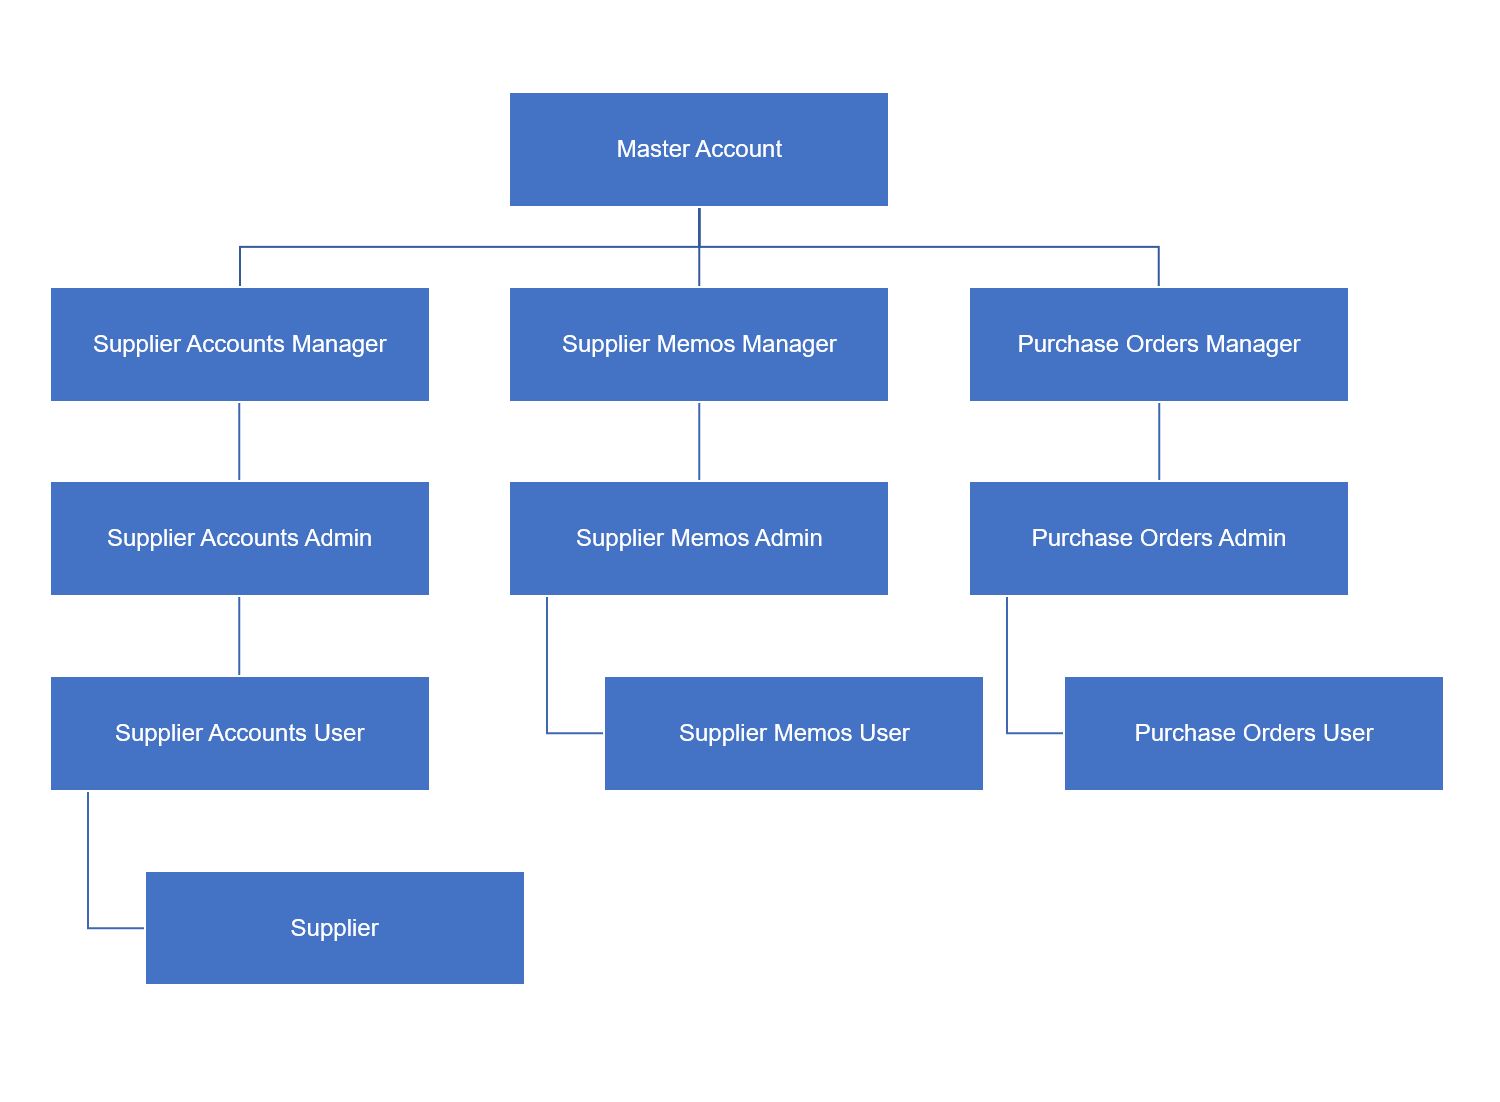 Master Account
Supplier Accounts Manager
Supplier Memos Manager
Purchase Orders Manager
Supplier Accounts Admin
Supplier Memos Admin
Purchase Orders Admin
Supplier Accounts User
Supplier Memos User
Purchase Orders User
Supplier